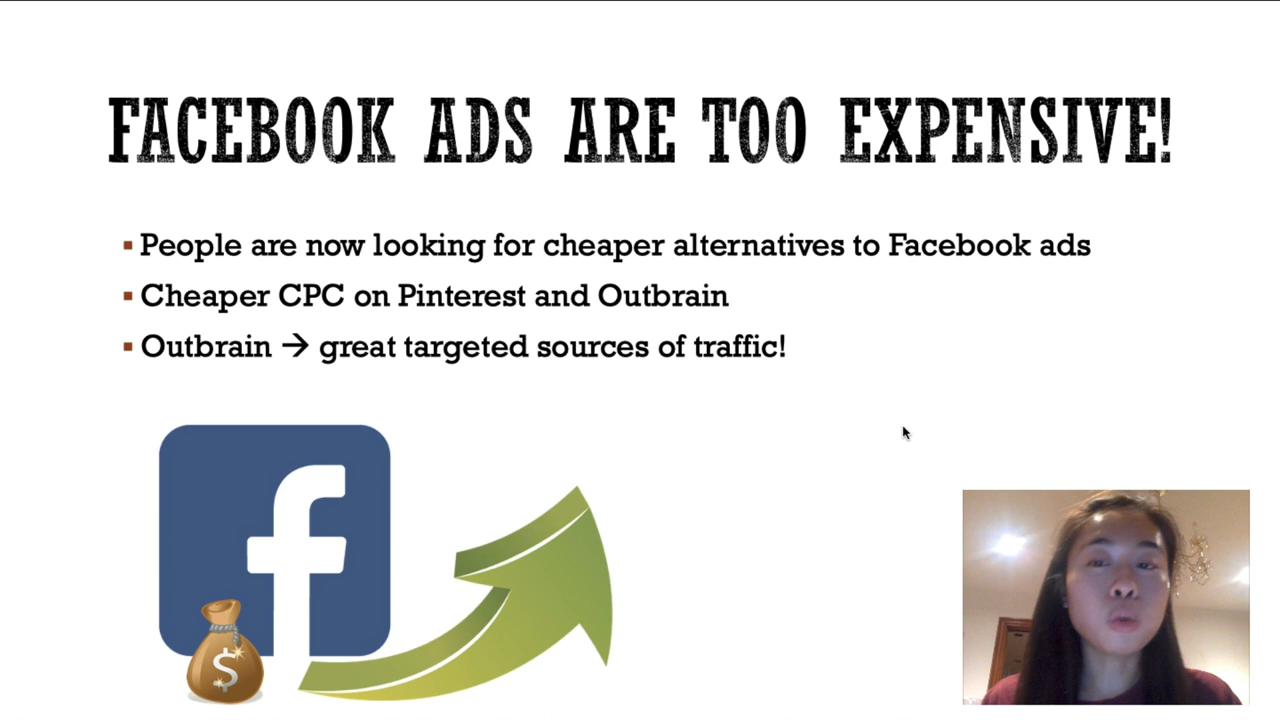 FACEBOOK ADS ARE TOO EXPENSIVE!
▪ People are now looking for cheaper alternatives to Facebook ads
▪ Cheaper CPC on Pinterest and Outbrain
▪ Outbrain → great targeted sources of traffic!
f
$